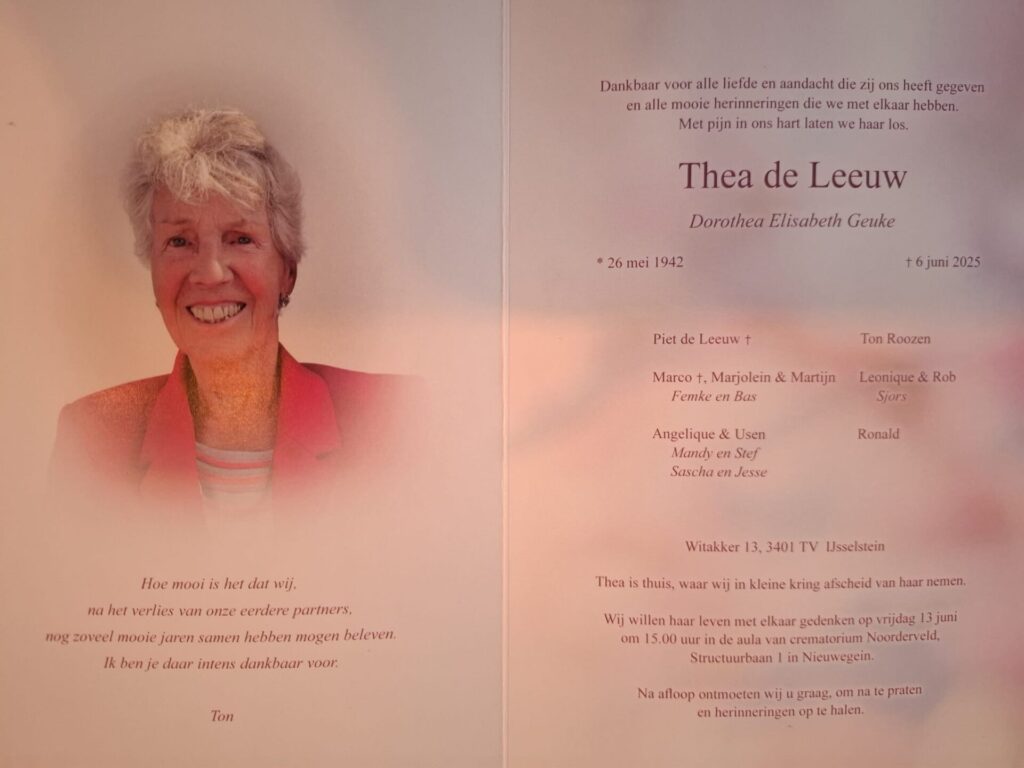 Hoe mooi is het dat wij,
na het verlies van onze eerdere partners,
nog zoveel mooie jaren samen hebben mogen beleven.
Ik ben je daar intens dankbaar voor.
Ton
Dankbaar voor alle liefde en aandacht die zij ons heeft gegeven
en alle mooie herinneringen die we met elkaar hebben.
Met pijn in ons hart laten we haar los.
Thea de Leeuw
Dorothea Elisabeth Geuke
* 26 mei 1942 † 6 juni 2025
Piet de Leeuw † Ton Roozen
Marco †, Marjolein & Martijn Leonique & Rob
Femke en Bas Sjors
Angelique & Usen Ronald
Mandy en Stef
Sascha en Jesse
Witakker 13, 3401 TV IJsselstein
Thea is thuis, waar wij in kleine kring afscheid van haar nemen.
Wij willen haar leven met elkaar gedenken op vrijdag 13 juni
om 15.00 uur in de aula van crematorium Noorderveld,
Structuurbaan 1 in Nieuwegein.
Na afloop ontmoeten wij u graag, om na te praten
en herinneringen op te halen.